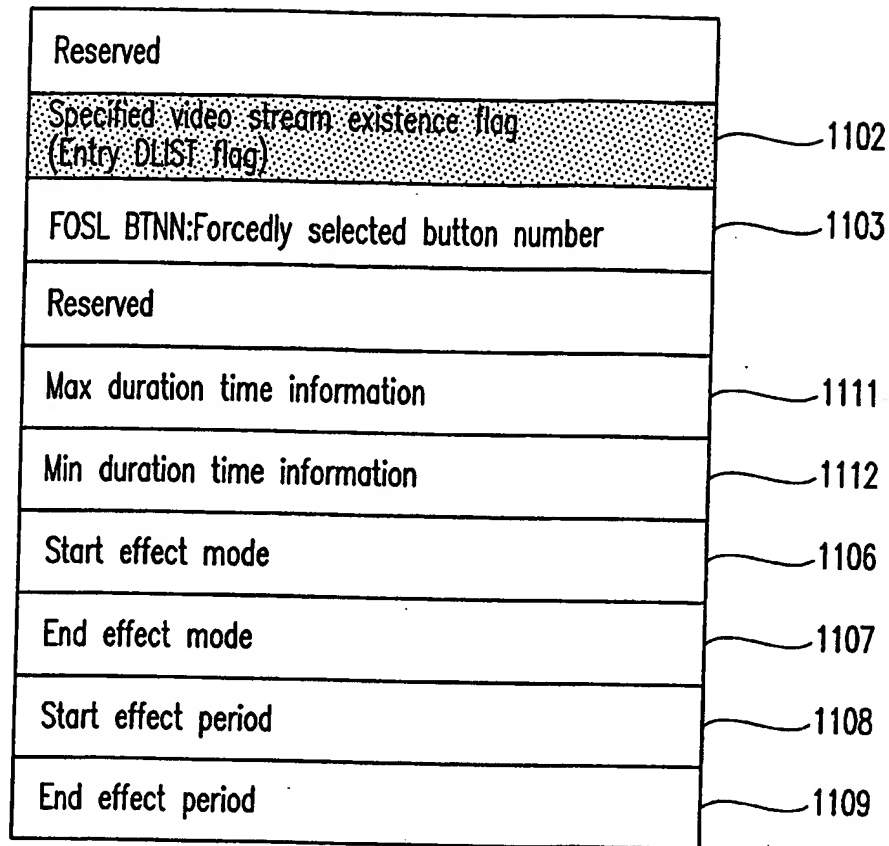 Reserved
Specified video stream existence flag
(Entry DLIST flag)
1102
FOSL BTNN:Forcedly selected button number
1103
Reserved
Max duration time information
1111
Min duration time information
1112
Start effect mode
1106
End effect mode
1107
Start effect period
1108
End effect period
1109